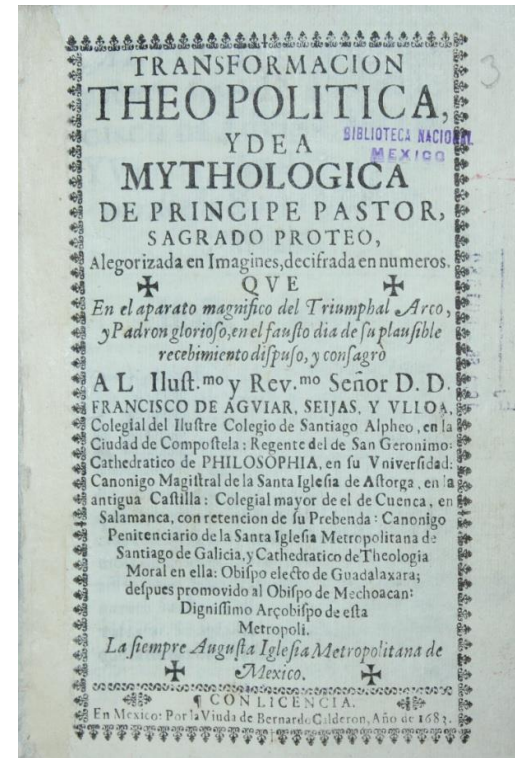 TRANSFORMACION
THEOPOLITICA,
YDEA
BIBLIOTECA NACIONAL
MEXICO
MYTHOLOGICA
DE PRINCIPE PASTOR,
SAGRADO PROTEO,
Alegorizada en Imagines, decifrada en numeros.
✠ QVE ✠
En el aparato magnifico del Triumphal Arco,
y Padron glorioso, en el fausto dia de su plausible
recebimiento dispuso, y consagrò
AL Ilust.mo y Rev.mo Señor D. D.
FRANCISCO DE AGVIAR, SEIJAS, Y VLLOA,
Colegial del Ilustre Colegio de Santiago Alpheo, en la
Ciudad de Compostela: Regente del de San Geronimo:
Cathedratico de PHILOSOPHIA, en su Vniversidad:
Canonigo Magistral de la Santa Iglesia de Astorga, en la
antigua Castilla: Colegial mayor de el de Cuenca, en
Salamanca, con retencion de su Prebenda: Canonigo
Penitenciario de la Santa Iglesia Metropolitana de
Santiago de Galicia, y Cathedratico de Theologia
Moral en ella: Obispo electo de Guadalaxara;
despues promovido al Obispo de Mechoacan:
Dignissimo Arçobispo de esta
Metropoli.
La siempre Augusta Iglesia Metropolitana de
✠ Mexico. ✠
¶ CON LICENCIA.
En Mexico: Por la Viuda de Bernardo Calderon, Año de 1683.
3